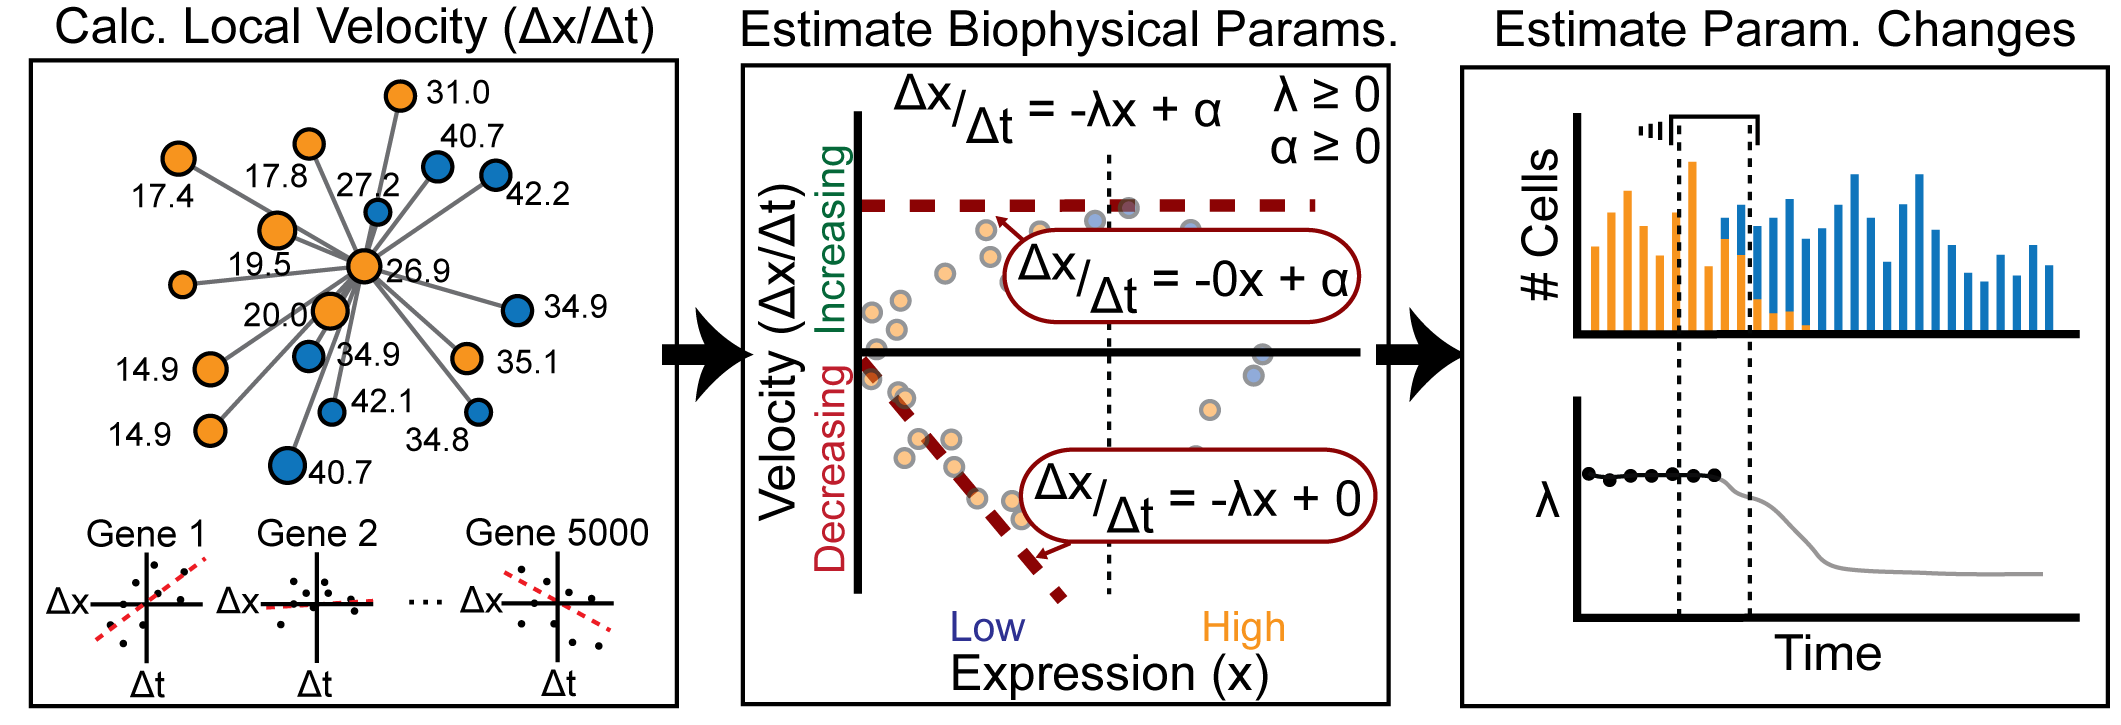 Calc. Local Velocity (Δx/Δt)
31.0
40.7
17.8
27.2
42.2
17.4
19.5
26.9
20.0
34.9
14.9
34.9
35.1
42.1
14.9
34.8
40.7
Gene 1
Gene 2
Gene 5000
Δx
Δx
...
Δx
Δt
Δt
Δt
Estimate Biophysical Params.
Δx/Δt = -λx + α
λ ≥ 0
α ≥ 0
Velocity (Δx/Δt)
Increasing
Decreasing
Δx/Δt = -0x + α
Δx/Δt = -λx + 0
Low
High
Expression (x)
Estimate Param. Changes
# Cells
λ
Time